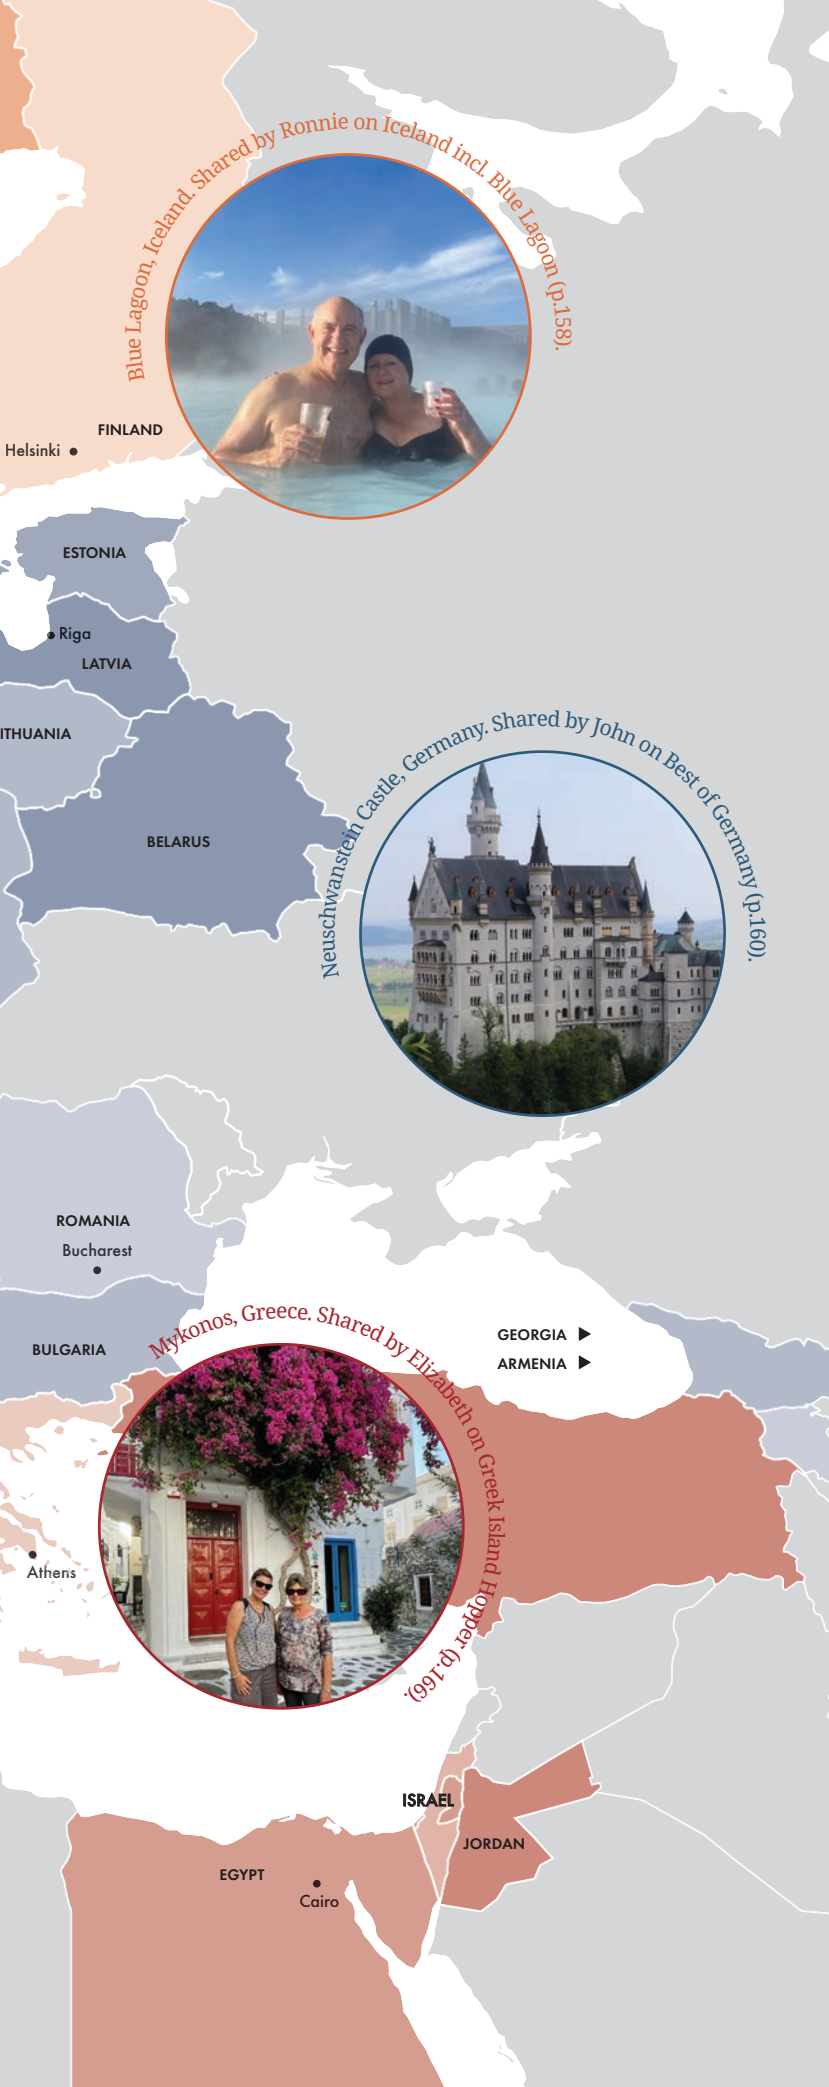 Blue Lagoon, Iceland. Shared by Ronnie on Iceland incl. Blue Lagoon (p.158).
FINLAND
Helsinki
ESTONIA
Riga
LATVIA
ITHUANIA
Neuschwanstein Castle, Germany. Shared by John on Best of Germany (p.160).
BELARUS
ROMANIA
Bucharest
Mykonos, Greece. Shared by Elizabeth on Greek Island Hopper (p.166).
GEORGIA
BULGARIA
ARMENIA
Athens
ISRAEL
JORDAN
EGYPT
Cairo